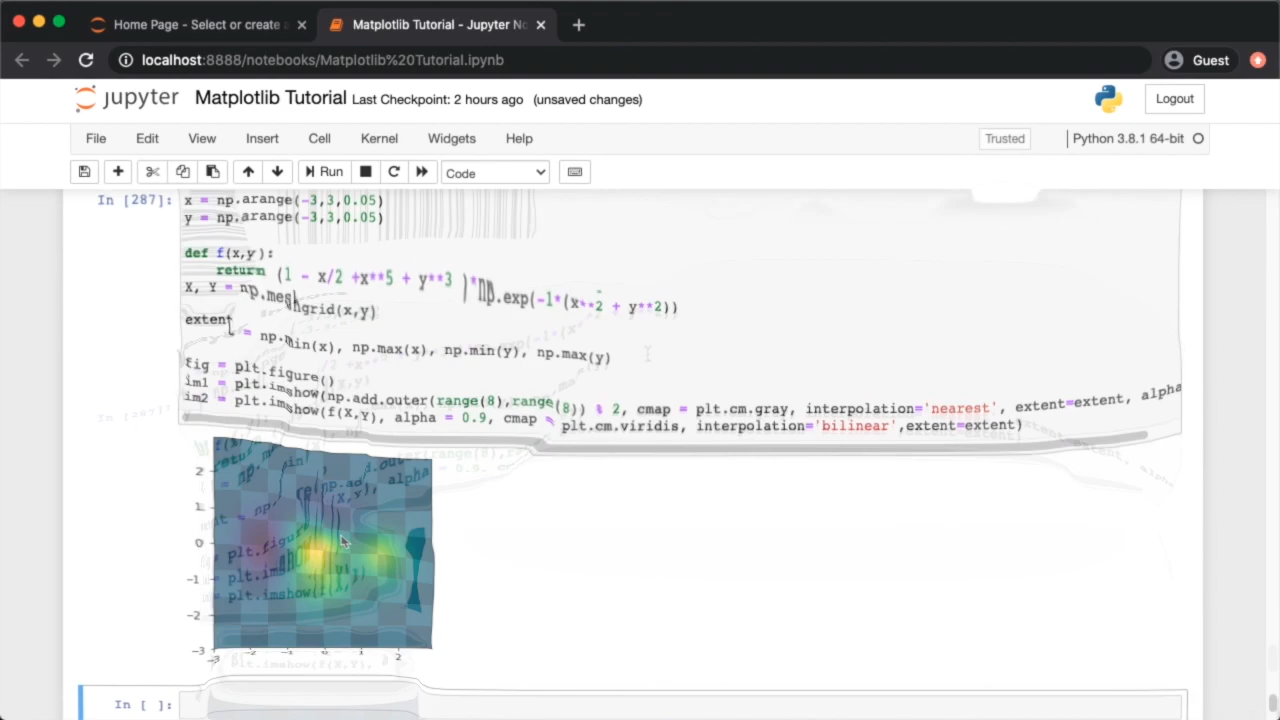 Home Page - Select or create a
Matplotlib Tutorial - Jupyter No
localhost:8888/notebooks/Matplotlib%20Tutorial.ipynb
Guest
jupyter
Matplotlib Tutorial Last Checkpoint: 2 hours ago (unsaved changes)
Logout
File Edit View Insert Cell Kernel Widgets Help
Trusted
Python 3.8.1 64-bit
Run
Code
In [287]:
x = np.arange(-3,3,0.05)
y = np.arange(-3,3,0.05)
def f(x,y):
return (1 - x/2 +x**5 + y**3 )*np.exp(-1*(x**2 + y**2))
X, Y = np.meshgrid(x,y)
extent = np.min(x), np.max(x), np.min(y), np.max(y)
fig = plt.figure()
im1 = plt.imshow(np.add.outer(range(8),range(8)) % 2, cmap = plt.cm.gray, interpolation='nearest', extent=extent, alpha
im2 = plt.imshow(f(X,Y), alpha = 0.9, cmap = plt.cm.viridis, interpolation='bilinear',extent=extent)
2
1
0
-1
-2
-3
-3 -2 -1 0 1 2
In [ ]: